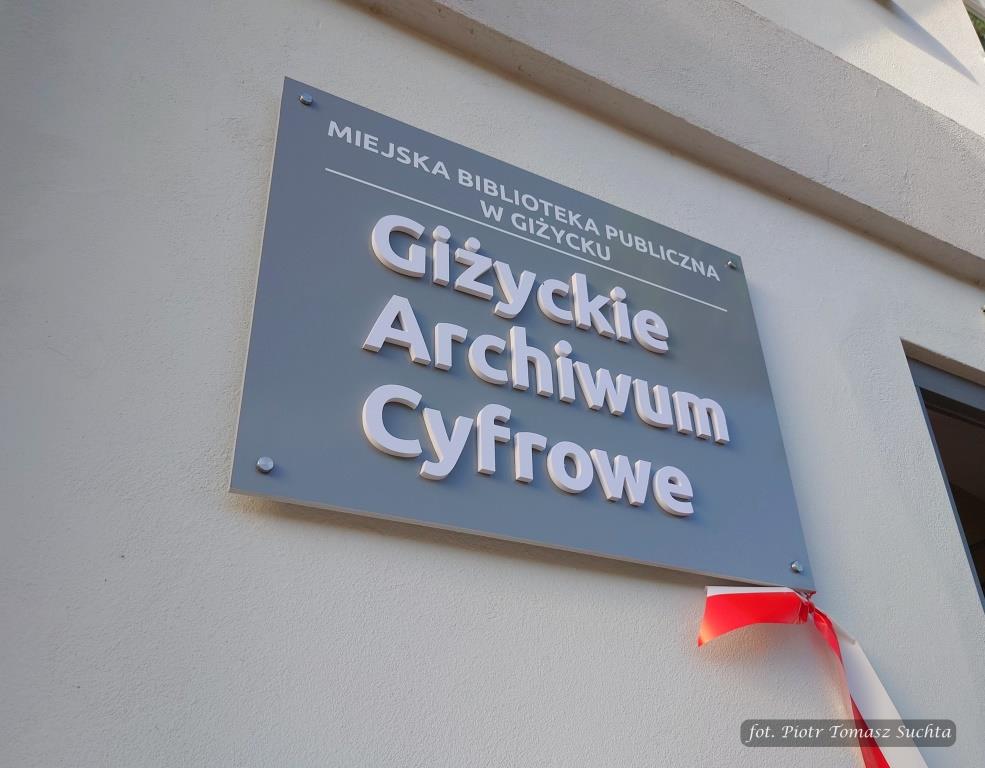 MIEJSKA BIBLIOTEKA PUBLICZNA
W GIŻYCKU
Giżyckie
Archiwum
Cyfrowe
fot. Piotr Tomasz Suchta